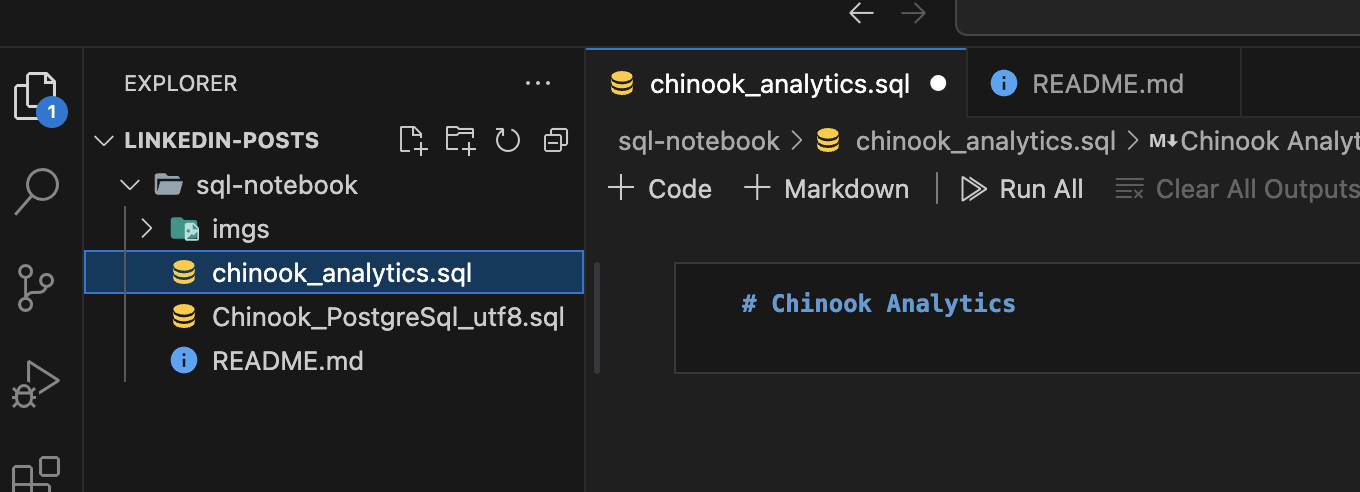 EXPLORER
1
LINKEDIN-POSTS
sql-notebook
imgs
chinook_analytics.sql
Chinook_PostgreSql_utf8.sql
README.md
chinook_analytics.sql
README.md
sql-notebook > chinook_analytics.sql > M↓ Chinook Analyt
+ Code + Markdown | Run All Clear All Outputs
# Chinook Analytics